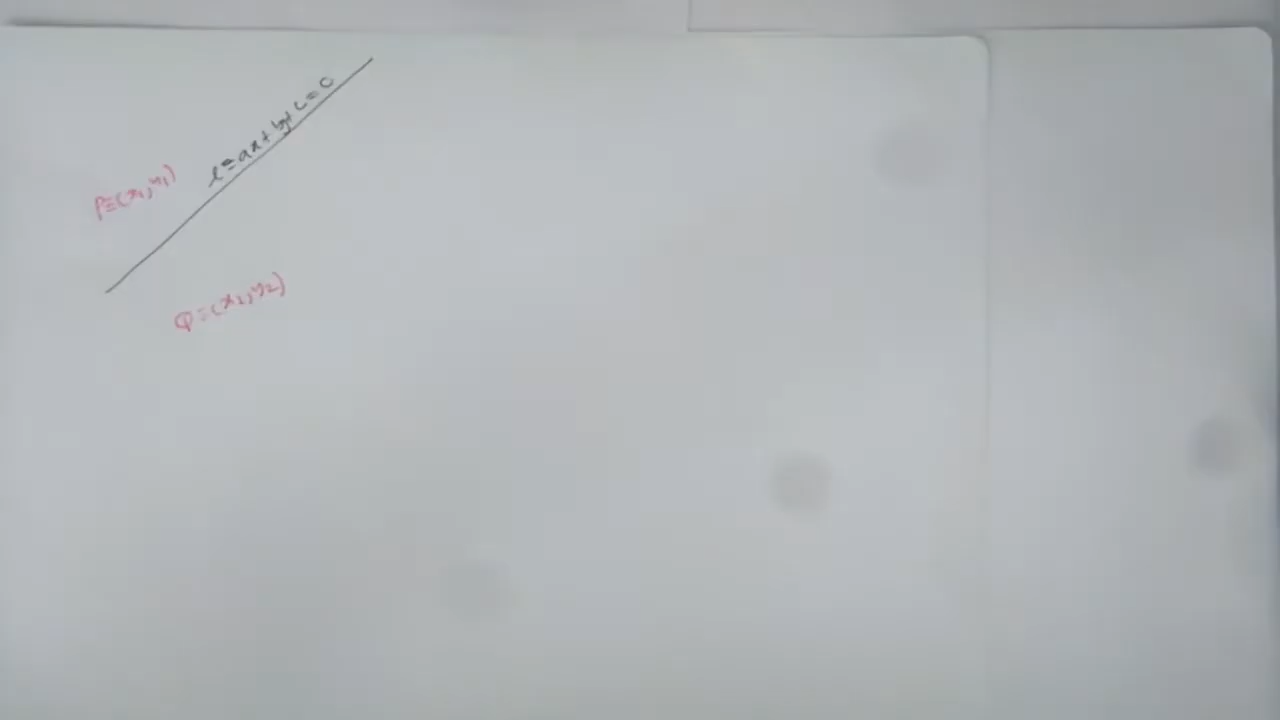 l≡ax+by+c=0
P≡(x₁,y₁)
Q≡(x₂,y₂)